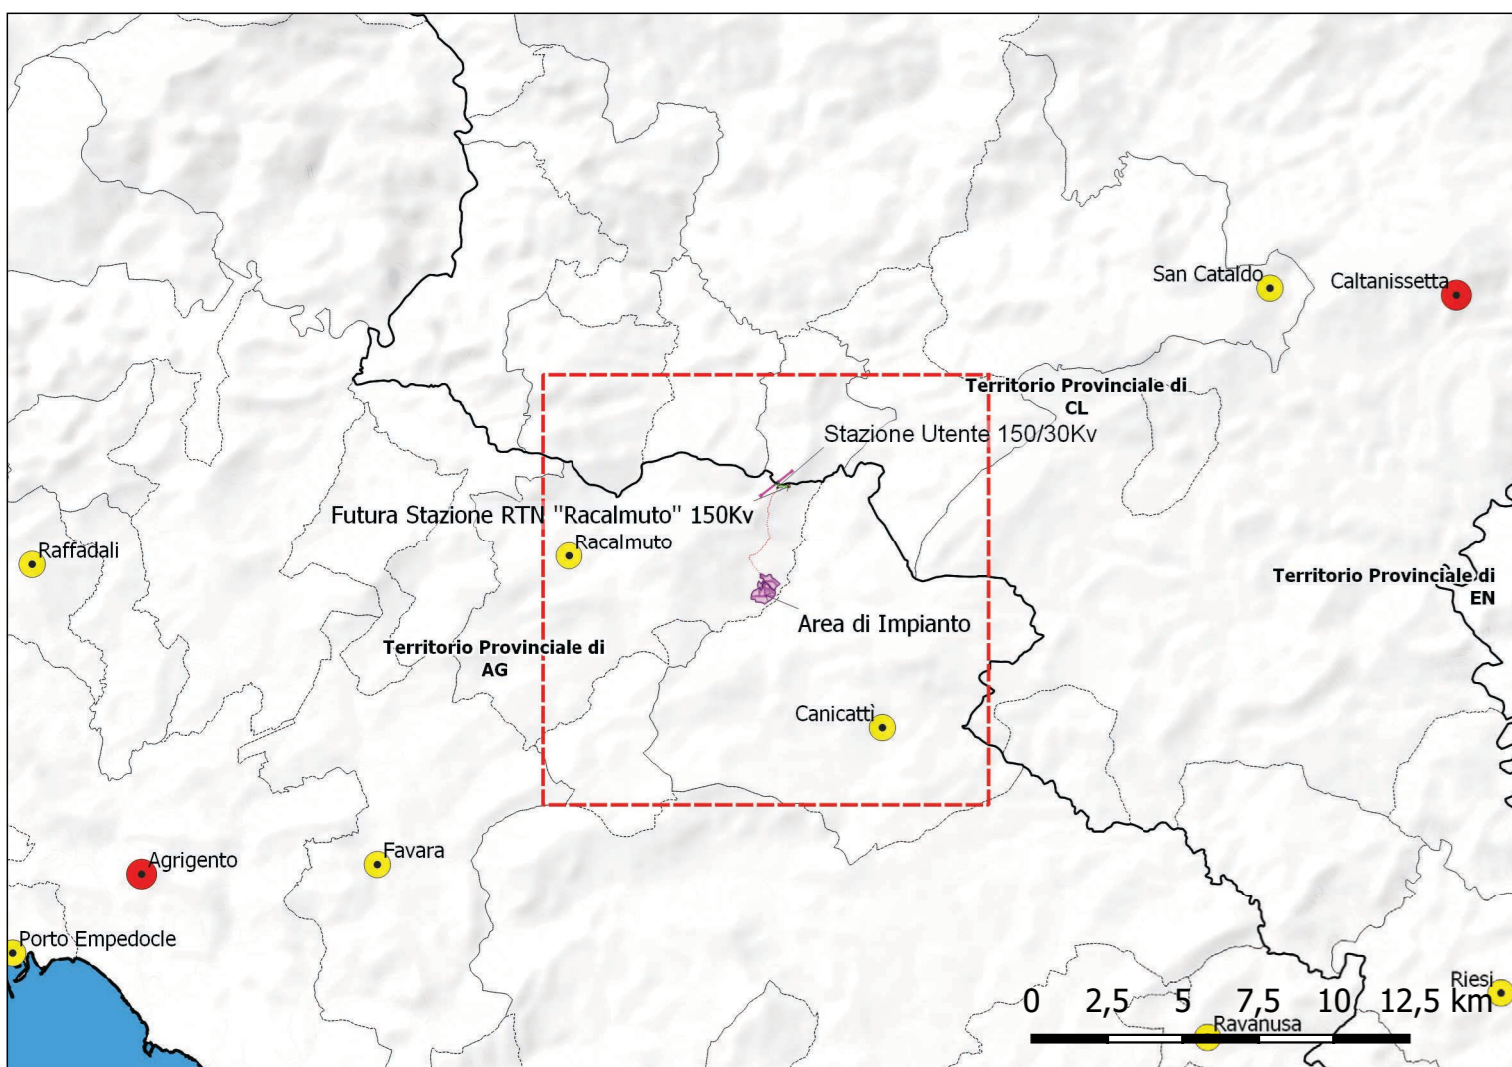 San Cataldo
Caltanissetta
Territorio Provinciale di
CL
Stazione Utente 150/30Kv
Futura Stazione RTN "Racalmuto" 150Kv
Racalmuto
Raffadali
Territorio Provinciale di
EN
Area di Impianto
Territorio Provinciale di
AG
Canicattì
Favara
Agrigento
Porto Empedocle
Riesi
0 2,5 5 7,5 10 12,5 km
Ravanusa